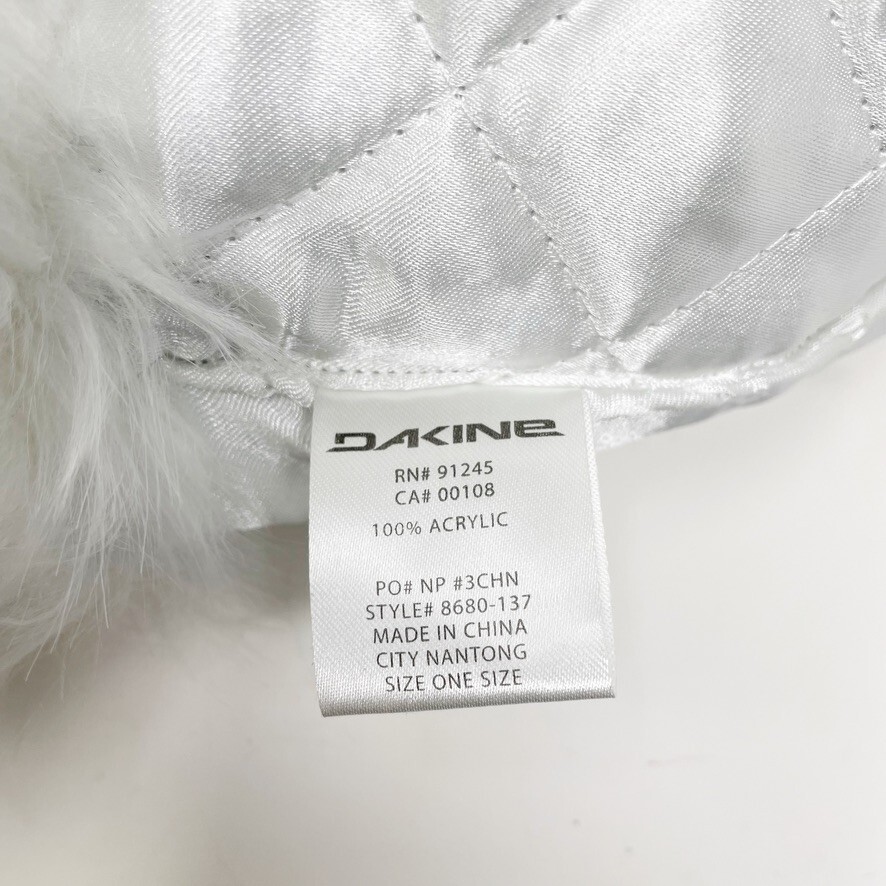 DAKINE
RN# 91245
CA# 00108
100% ACRYLIC
PO# NP #3CHN
STYLE# 8680-137
MADE IN CHINA
CITY NANTONG
SIZE ONE SIZE